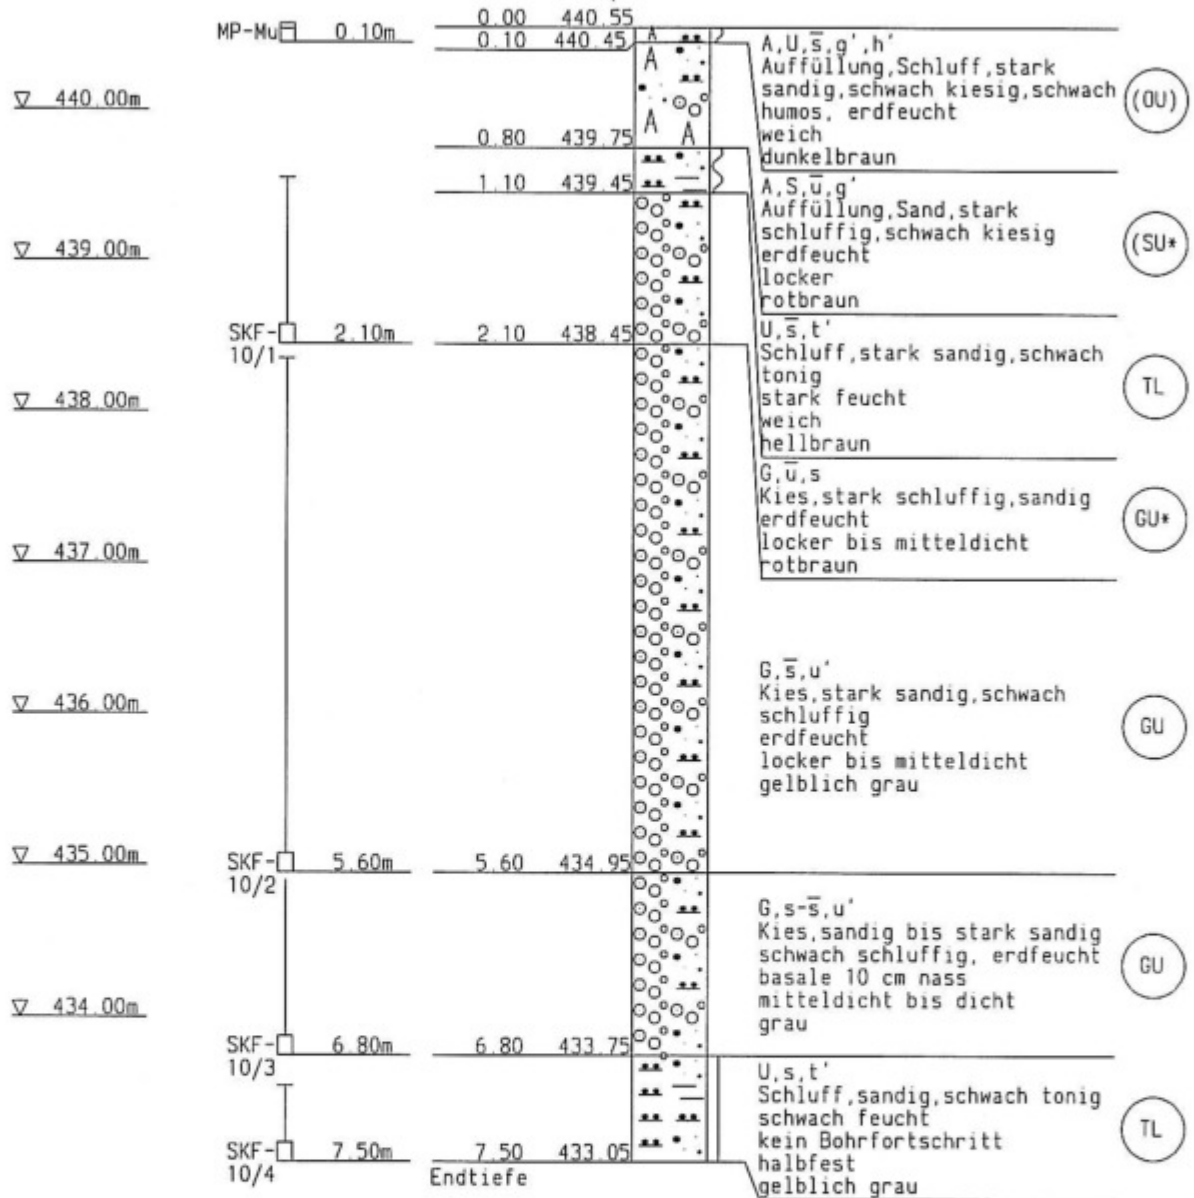 0.00 440.55
MP-Mu 0.10m 0.10 440.45
A
A
A A
A,U,s̅,g',h'
Auffüllung,Schluff,stark
sandig,schwach kiesig,schwach
humos, erdfeucht
weich
dunkelbraun
(OU)
440.00m
0.80 439.75
1.10 439.45
A,S,u̅,g'
Auffüllung,Sand,stark
schluffig,schwach kiesig
erdfeucht
locker
rotbraun
(SU*
439.00m
SKF- 2.10m 2.10 438.45
10/1
U,s̅,t'
Schluff,stark sandig,schwach
tonig
stark feucht
weich
hellbraun
TL
438.00m
G,u̅,s
Kies,stark schluffig,sandig
erdfeucht
locker bis mitteldicht
rotbraun
GU*
437.00m
G,s̅,u'
Kies,stark sandig,schwach
schluffig
erdfeucht
locker bis mitteldicht
gelblich grau
GU
436.00m
435.00m
SKF- 5.60m 5.60 434.95
10/2
G,s-s̅,u'
Kies,sandig bis stark sandig
schwach schluffig, erdfeucht
basale 10 cm nass
mitteldicht bis dicht
grau
GU
434.00m
SKF- 6.80m 6.80 433.75
10/3
U,s,t'
Schluff,sandig,schwach tonig
schwach feucht
kein Bohrfortschritt
halbfest
gelblich grau
TL
SKF- 7.50m 7.50 433.05
10/4
Endtiefe